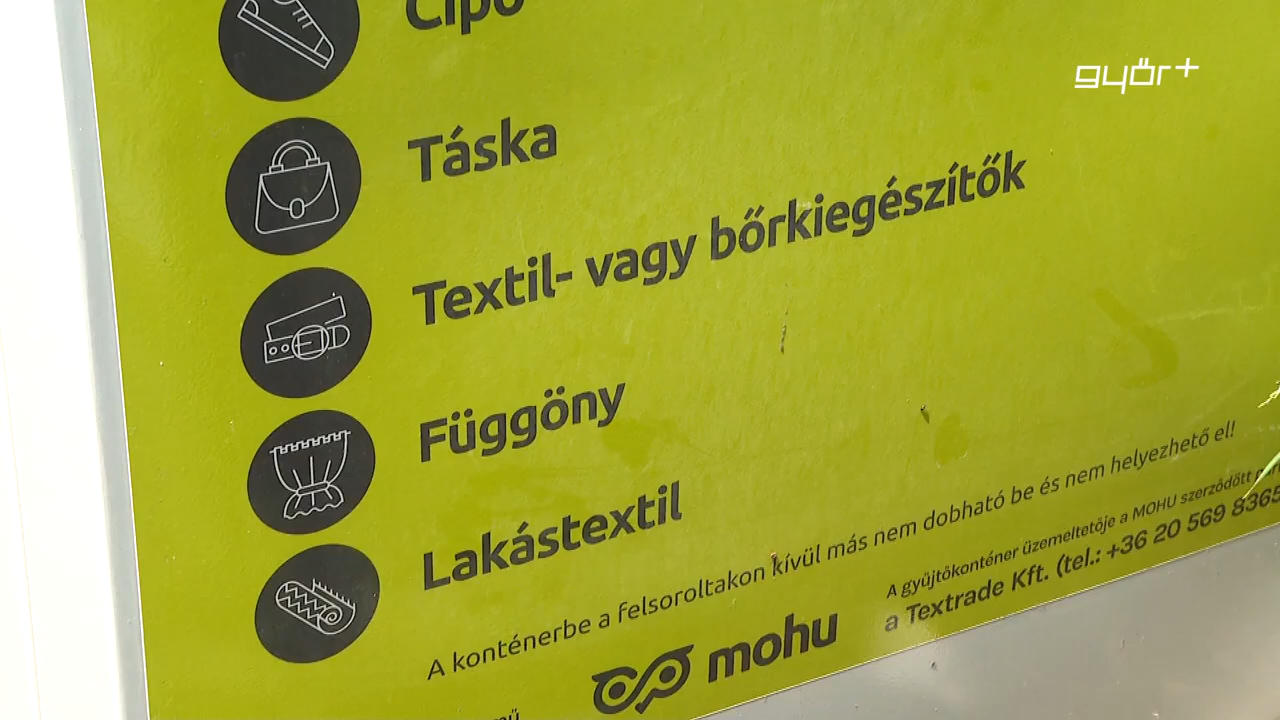 Cipő
győr+
Táska
Textil- vagy bőrkiegészítők
Függöny
Lakástextil
A konténerbe a felsoroltakon kívül más nem dobható be és nem helyezhető el!
A gyűjtőkonténer üzemeltetője a MOHU szerződött
a Textrade Kft. (tel.: +36 20 569 8365
mohu